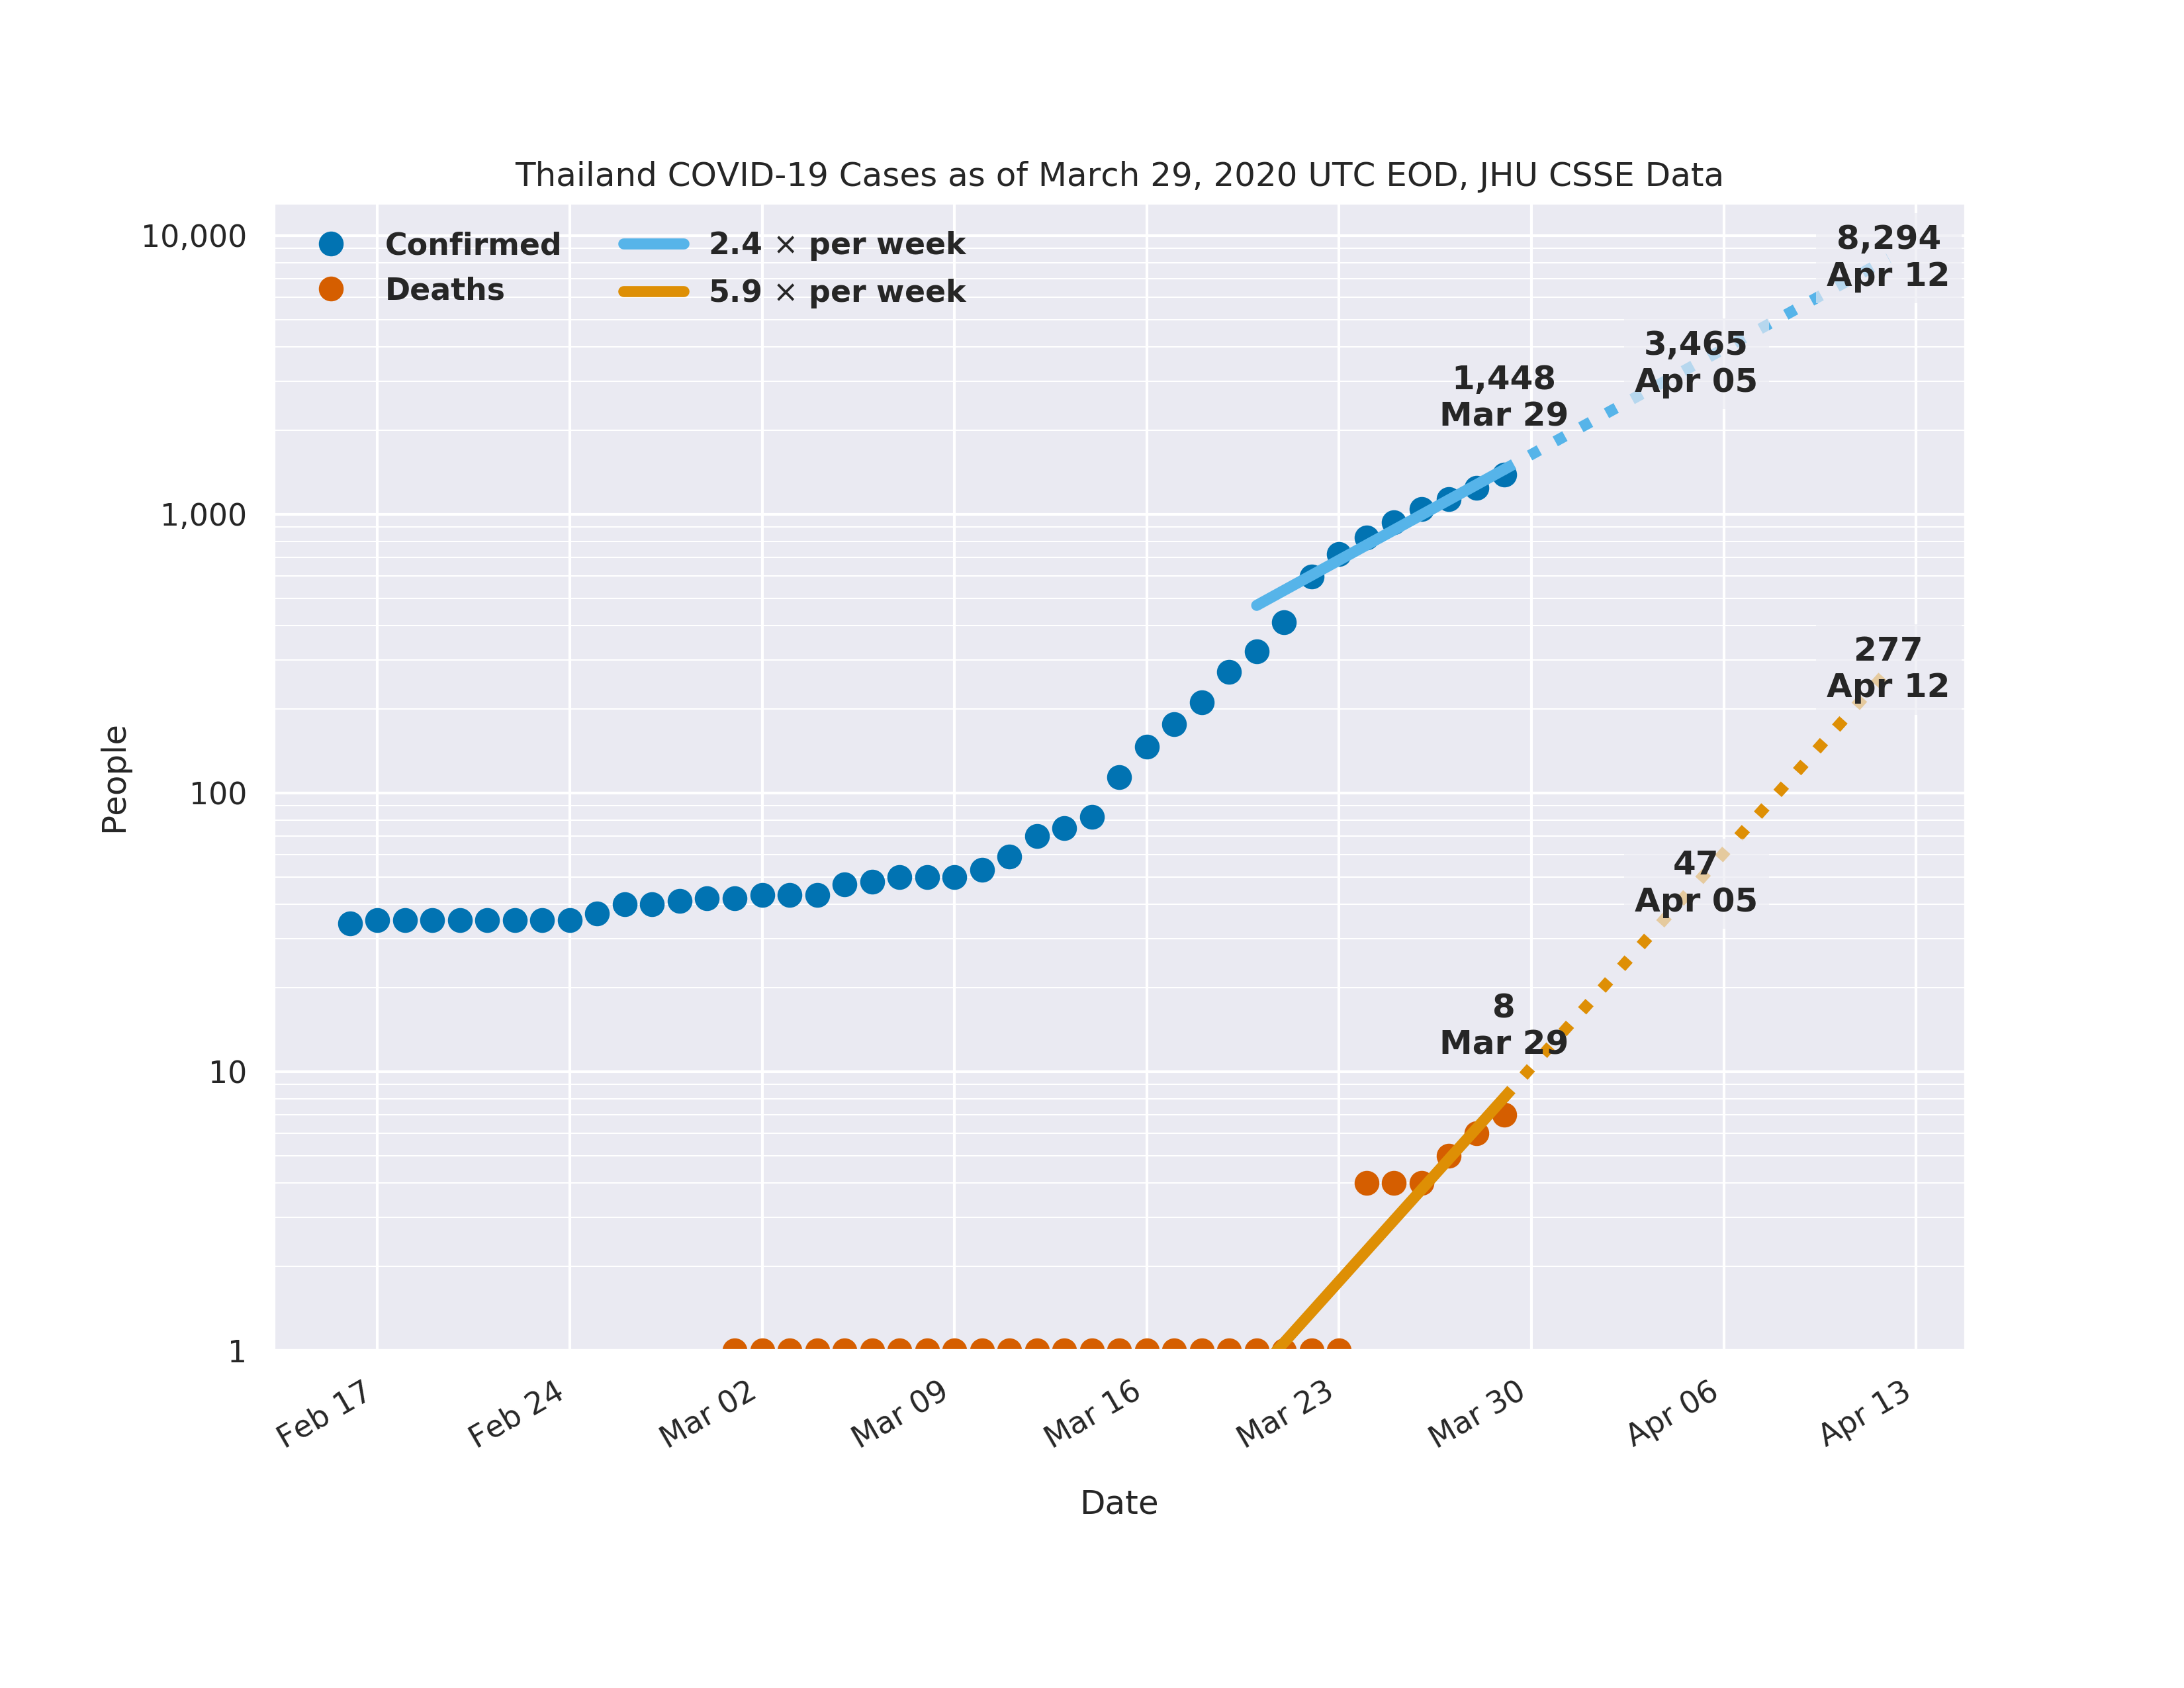 Thailand COVID-19 Cases as of March 29, 2020 UTC EOD, JHU CSSE Data
Confirmed
Deaths
2.4 × per week
5.9 × per week
8,294
Apr 12
3,465
Apr 05
1,448
Mar 29
277
Apr 12
47
Apr 05
8
Mar 29
People
10,000
1,000
100
10
1
Feb 17
Feb 24
Mar 02
Mar 09
Mar 16
Mar 23
Mar 30
Apr 06
Apr 13
Date